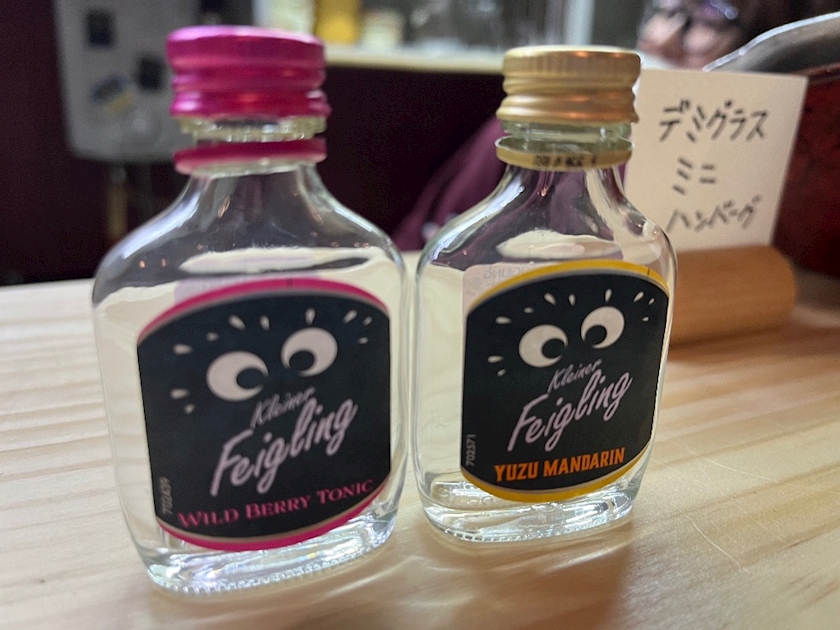 Kleiner
Feigling
WILD BERRY TONIC
Kleiner
Feigling
702571
YUZU MANDARIN
デミグラス
ミニ
ハンバーグ